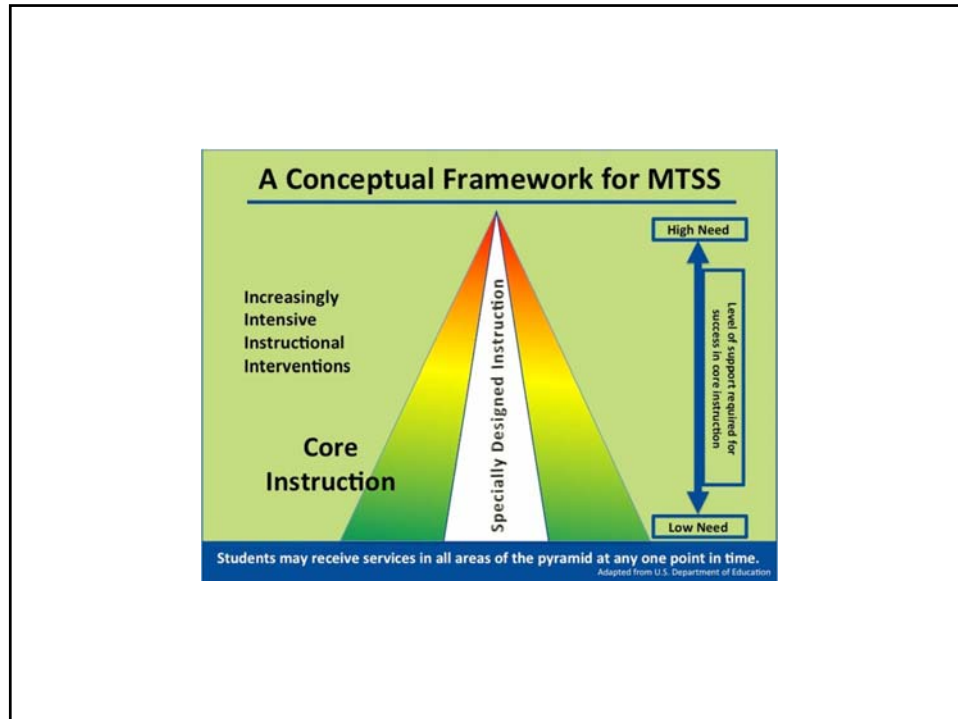 A Conceptual Framework for MTSS
Increasingly
Intensive
Instructional
Interventions
Core
Instruction
Specially Designed Instruction
High Need
Level of support required for
success in core instruction
Low Need
Students may receive services in all areas of the pyramid at any one point in time.
Adapted from U.S. Department of Education